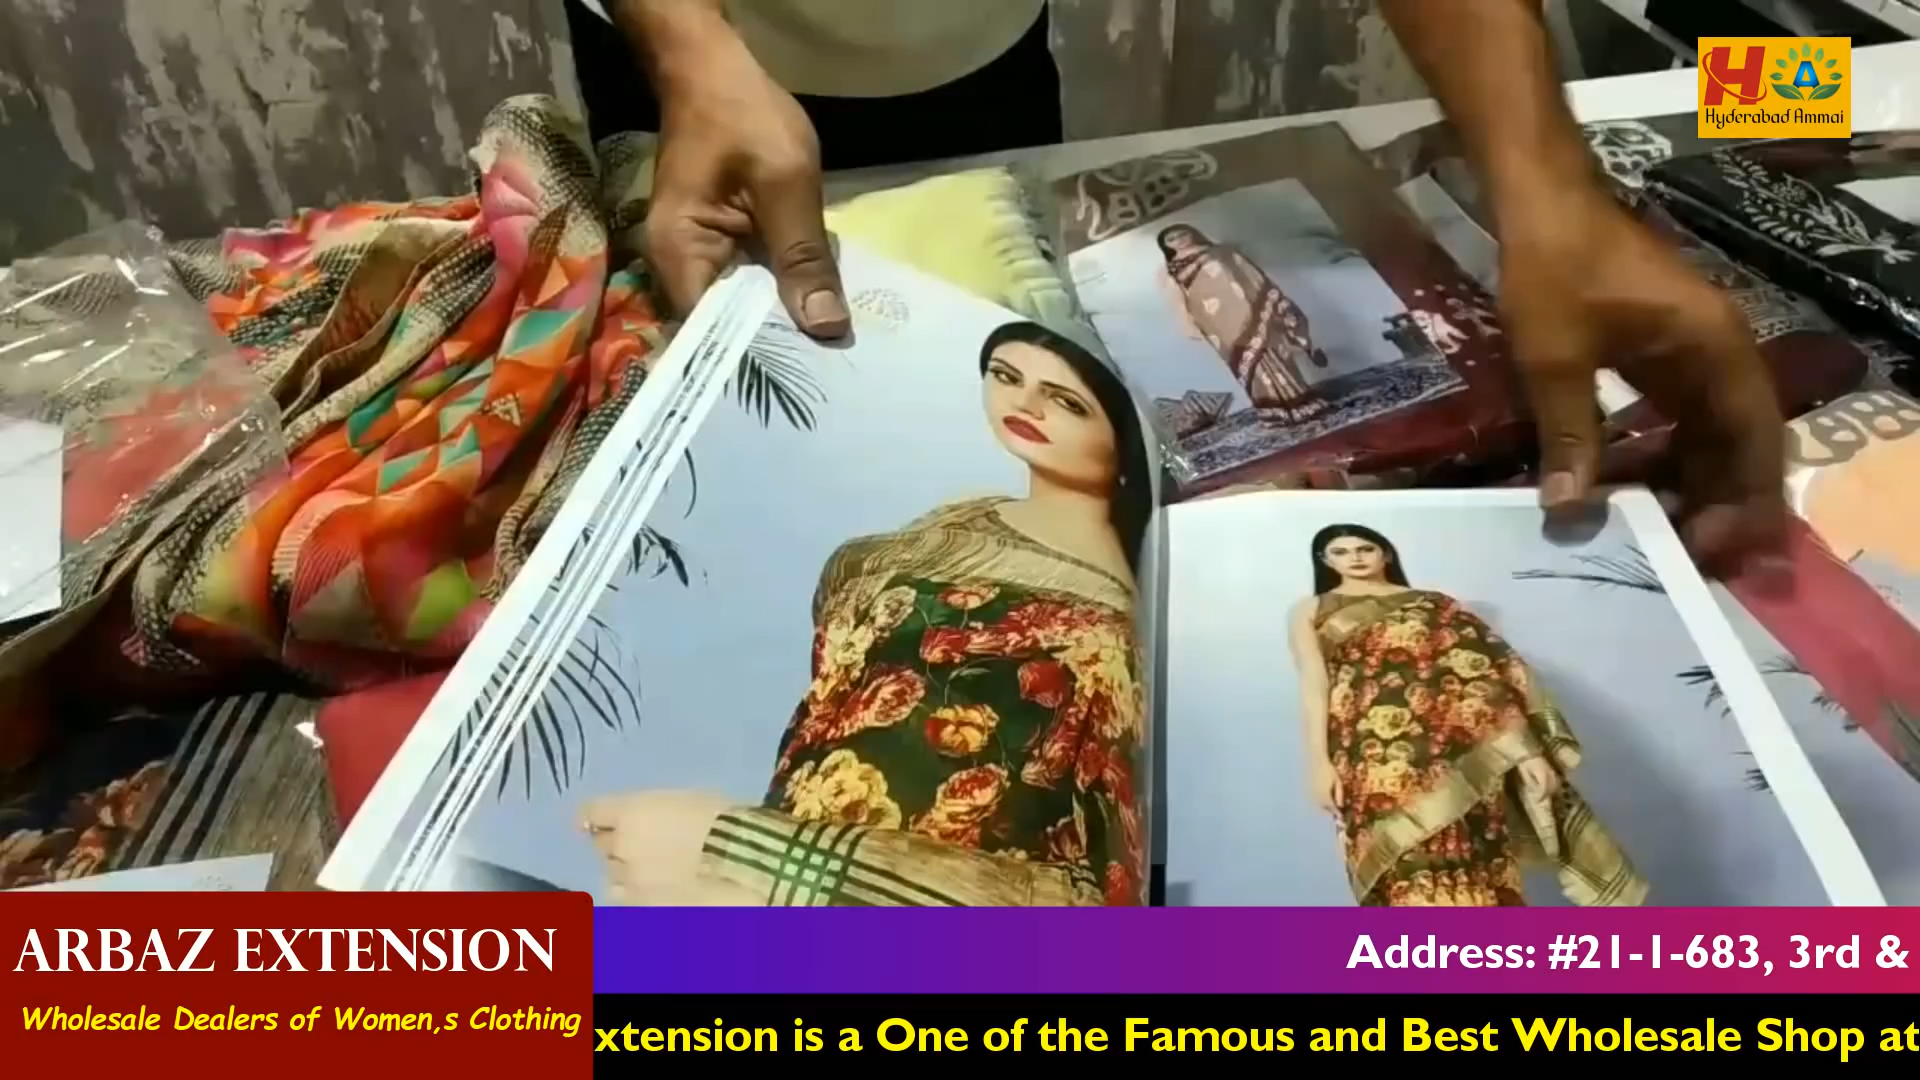 H A
Hyderabad Ammai
ARBAZ EXTENSION
Wholesale Dealers of Women,s Clothing
Address: #21-1-683, 3rd &
xtension is a One of the Famous and Best Wholesale Shop at